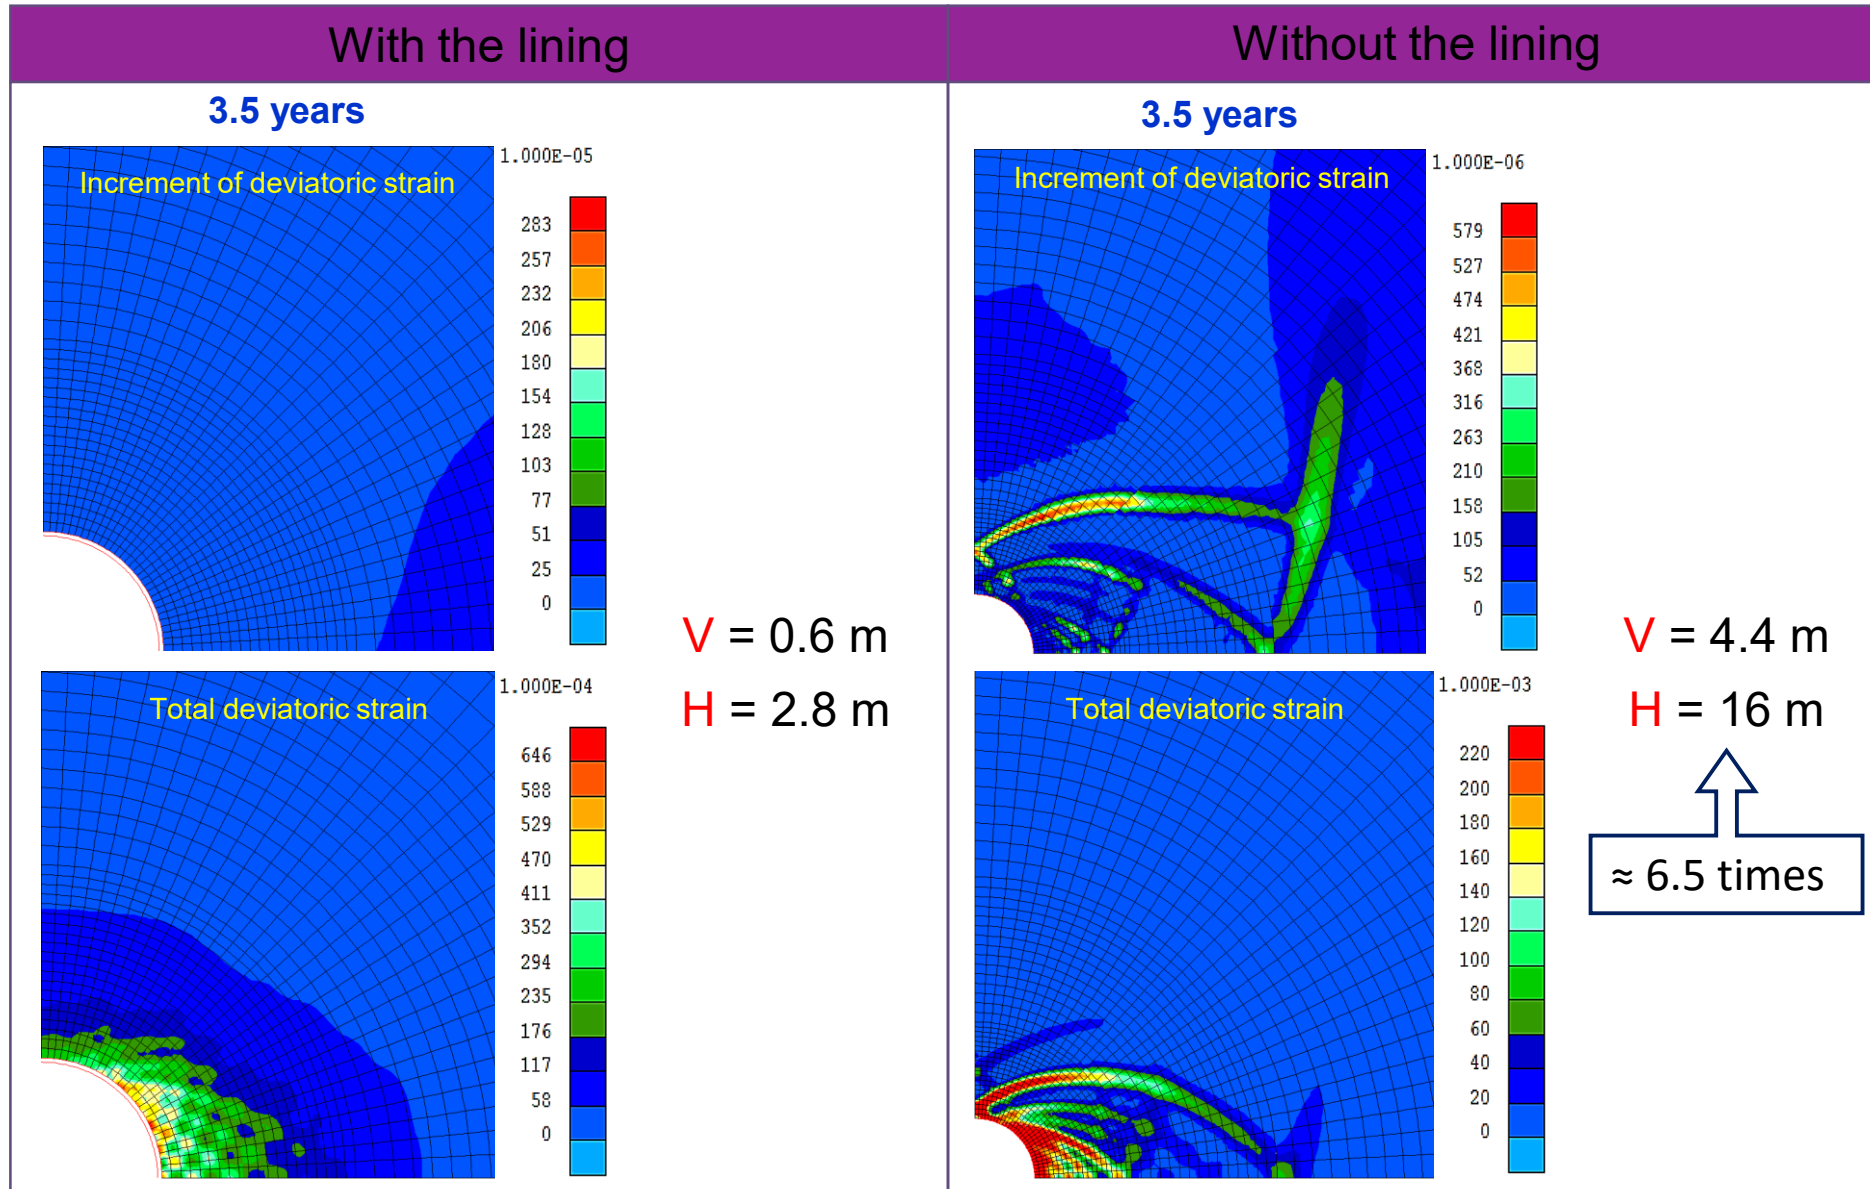 With the lining
Without the lining
3.5 years
1.000E-05
Increment of deviatoric strain
283
257
232
206
180
154
128
103
77
51
25
0
V = 0.6 m
H = 2.8 m
1.000E-04
Total deviatoric strain
646
588
529
470
411
352
294
235
176
117
58
0
3.5 years
1.000E-06
Increment of deviatoric strain
579
527
474
421
368
316
263
210
158
105
52
0
V = 4.4 m
H = 16 m
≈ 6.5 times
1.000E-03
Total deviatoric strain
220
200
180
160
140
120
100
80
60
40
20
0